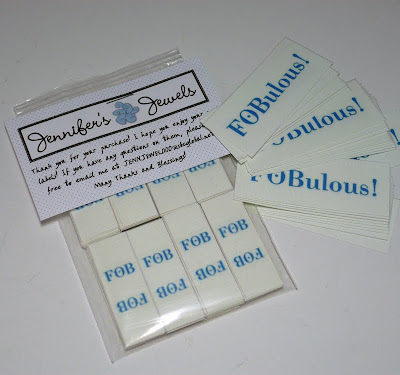 Jennifer's Jewels
Thank you for your purchase! I hope you enjoy your
labels! If you have any questions on them, please
free to email me at
Many Thanks and Blessings!
FOB FOB FOB FOB
FOB FOB FOB FOB
FOBulous!
FOBulous!
FOBulous!